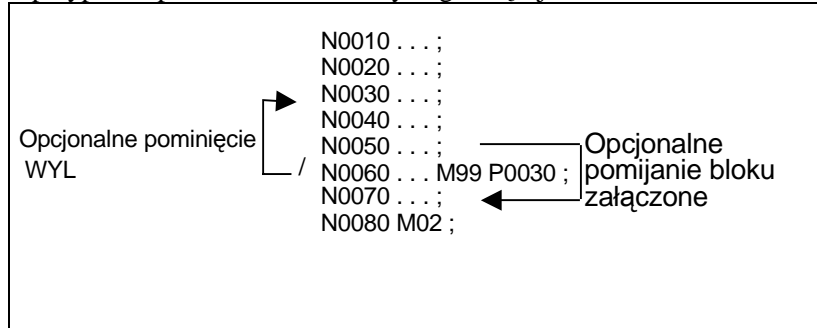 N0010 . . . ;
N0020 . . . ;
N0030 . . . ;
N0040 . . . ;
N0050 . . . ;
/ N0060 . . . M99 P0030 ;
N0070 . . . ;
N0080 M02 ;
Opcjonalne pominięcie
WYL
Opcjonalne
pomijanie bloku
załączone